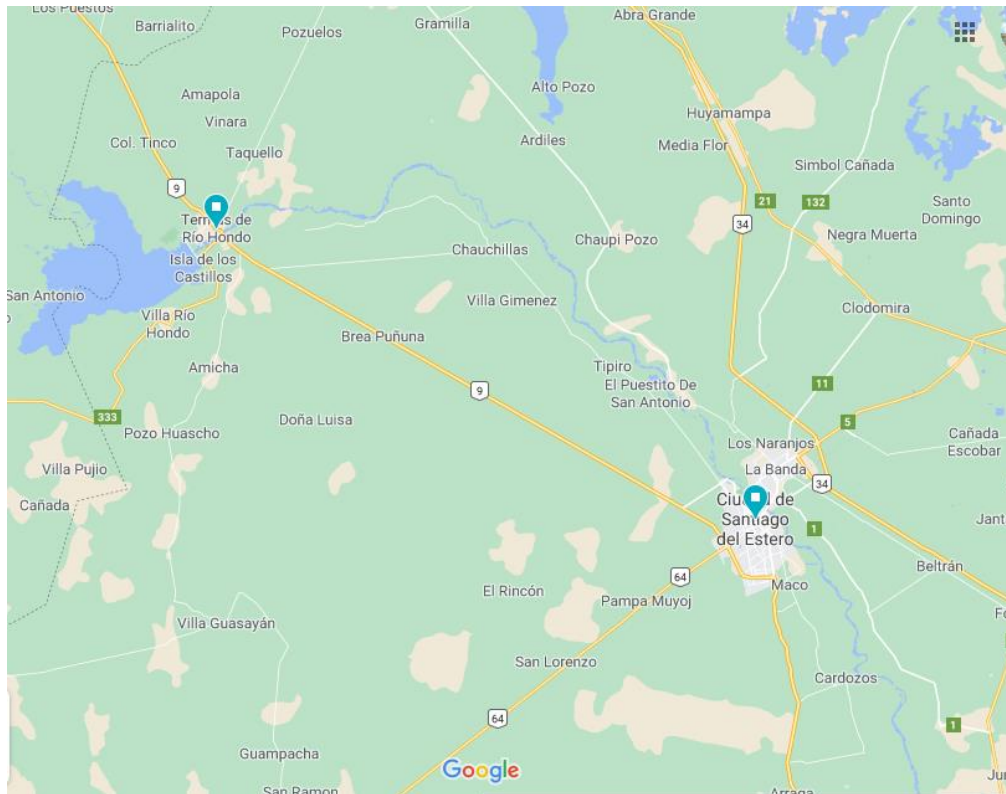 Los Puestos
Barrialito
Pozuelos
Gramilla
Abra Grande
Amapola
Alto Pozo
Vinara
Huyamampa
Col. Tinco
Ardiles
Media Flor
Taquello
Simbol Cañada
9
21
132
Santo
Domingo
34
Termas de
Río Hondo
Negra Muerta
Chaupi Pozo
Chauchillas
Isla de los
Castillos
San Antonio
Villa Gimenez
Clodomira
Villa Río
Hondo
Brea Puñuna
Amicha
Tipiro
9
El Puestito De
San Antonio
11
333
Doña Luisa
5
Pozo Huascho
Cañada
Escobar
Los Naranjos
Villa Pujio
La Banda
34
Cañada
Ciudad de
Santiago
del Estero
1
Beltrán
64
El Rincón
Maco
Pampa Muyoj
Villa Guasayán
San Lorenzo
Cardozos
64
1
Guampacha
Google
San Ramon
Arraga